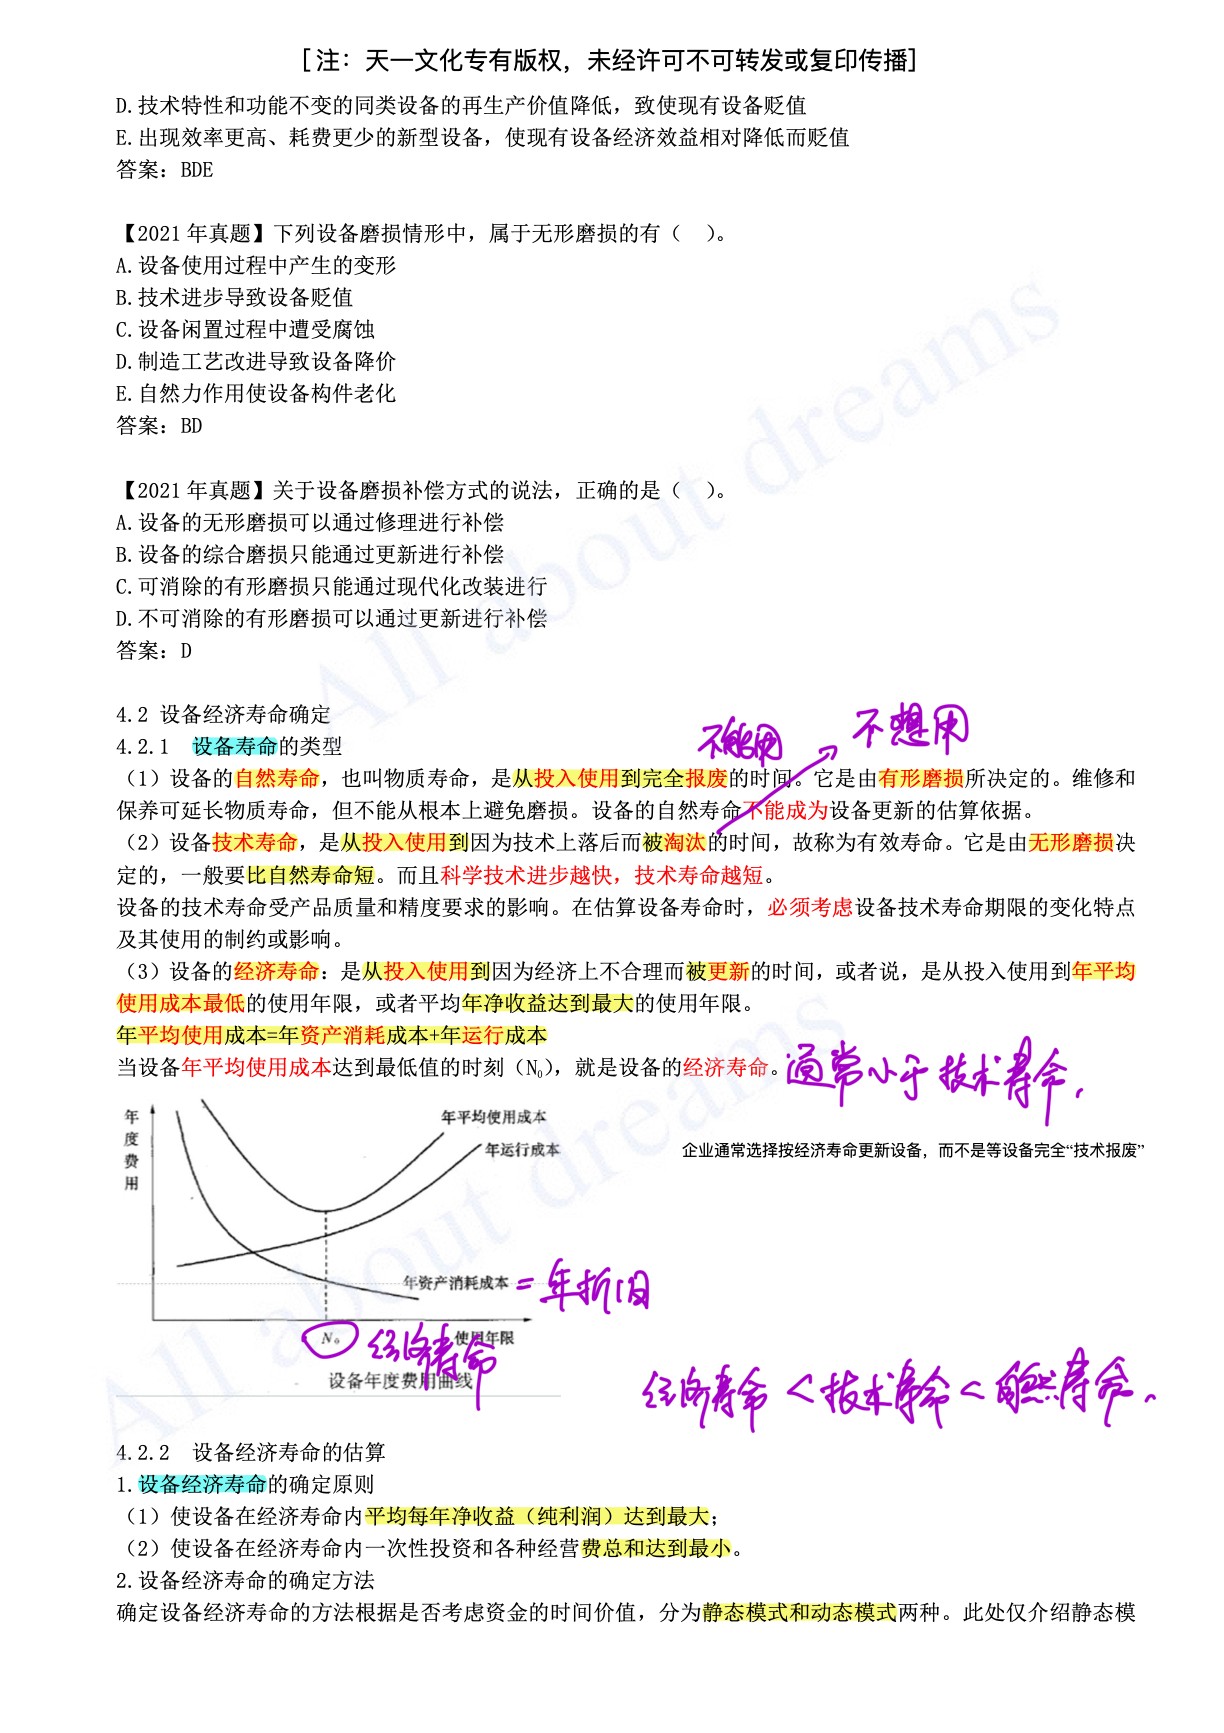 [注：天一文化专有版权，未经许可不可转发或复印传播]
D.技术特性和功能不变的同类设备的再生产价值降低，致使现有设备贬值
E.出现效率更高、耗费更少的新型设备，使现有设备经济效益相对降低而贬值
答案：BDE
【2021年真题】下列设备磨损情形中，属于无形磨损的有（ ）。
A.设备使用过程中产生的变形
B.技术进步导致设备贬值
C.设备闲置过程中遭受腐蚀
D.制造工艺改进导致设备降价
E.自然力作用使设备构件老化
答案：BD
【2021年真题】关于设备磨损补偿方式的说法，正确的是（ ）。
A.设备的无形磨损可以通过修理进行补偿
B.设备的综合磨损只能通过更新进行补偿
C.可消除的有形磨损只能通过现代化改装进行
D.不可消除的有形磨损可以通过更新进行补偿
答案：D
4.2 设备经济寿命确定
不能用 不想用
4.2.1 设备寿命的类型
（1）设备的自然寿命，也叫物质寿命，是从投入使用到完全报废的时间。它是由有形磨损所决定的。维修和
保养可延长物质寿命，但不能从根本上避免磨损。设备的自然寿命不能成为设备更新的估算依据。
（2）设备技术寿命，是从投入使用到因为技术上落后而被淘汰的时间，故称为有效寿命。它是由无形磨损决
定的，一般要比自然寿命短。而且科学技术进步越快，技术寿命越短。
设备的技术寿命受产品质量和精度要求的影响。在估算设备寿命时，必须考虑设备技术寿命期限的变化特点
及其使用的制约或影响。
（3）设备的经济寿命：是从投入使用到因为经济上不合理而被更新的时间，或者说，是从投入使用到年平均
使用成本最低的使用年限，或者平均年净收益达到最大的使用年限。
年平均使用成本=年资产消耗成本+年运行成本
当设备年平均使用成本达到最低值的时刻（N₀），就是设备的经济寿命。通常小于技术寿命.
年度费用
年平均使用成本
年运行成本
企业通常选择按经济寿命更新设备，而不是等设备完全“技术报废”
年资产消耗成本 = 年折旧
N₀ 经济寿命 使用年限
设备年度费用曲线
经济寿命 < 技术寿命 < 自然寿命.
4.2.2 设备经济寿命的估算
1.设备经济寿命的确定原则
（1）使设备在经济寿命内平均每年净收益（纯利润）达到最大；
（2）使设备在经济寿命内一次性投资和各种经营费总和达到最小。
2.设备经济寿命的确定方法
确定设备经济寿命的方法根据是否考虑资金的时间价值，分为静态模式和动态模式两种。此处仅介绍静态模
All about dreams
All about dreams